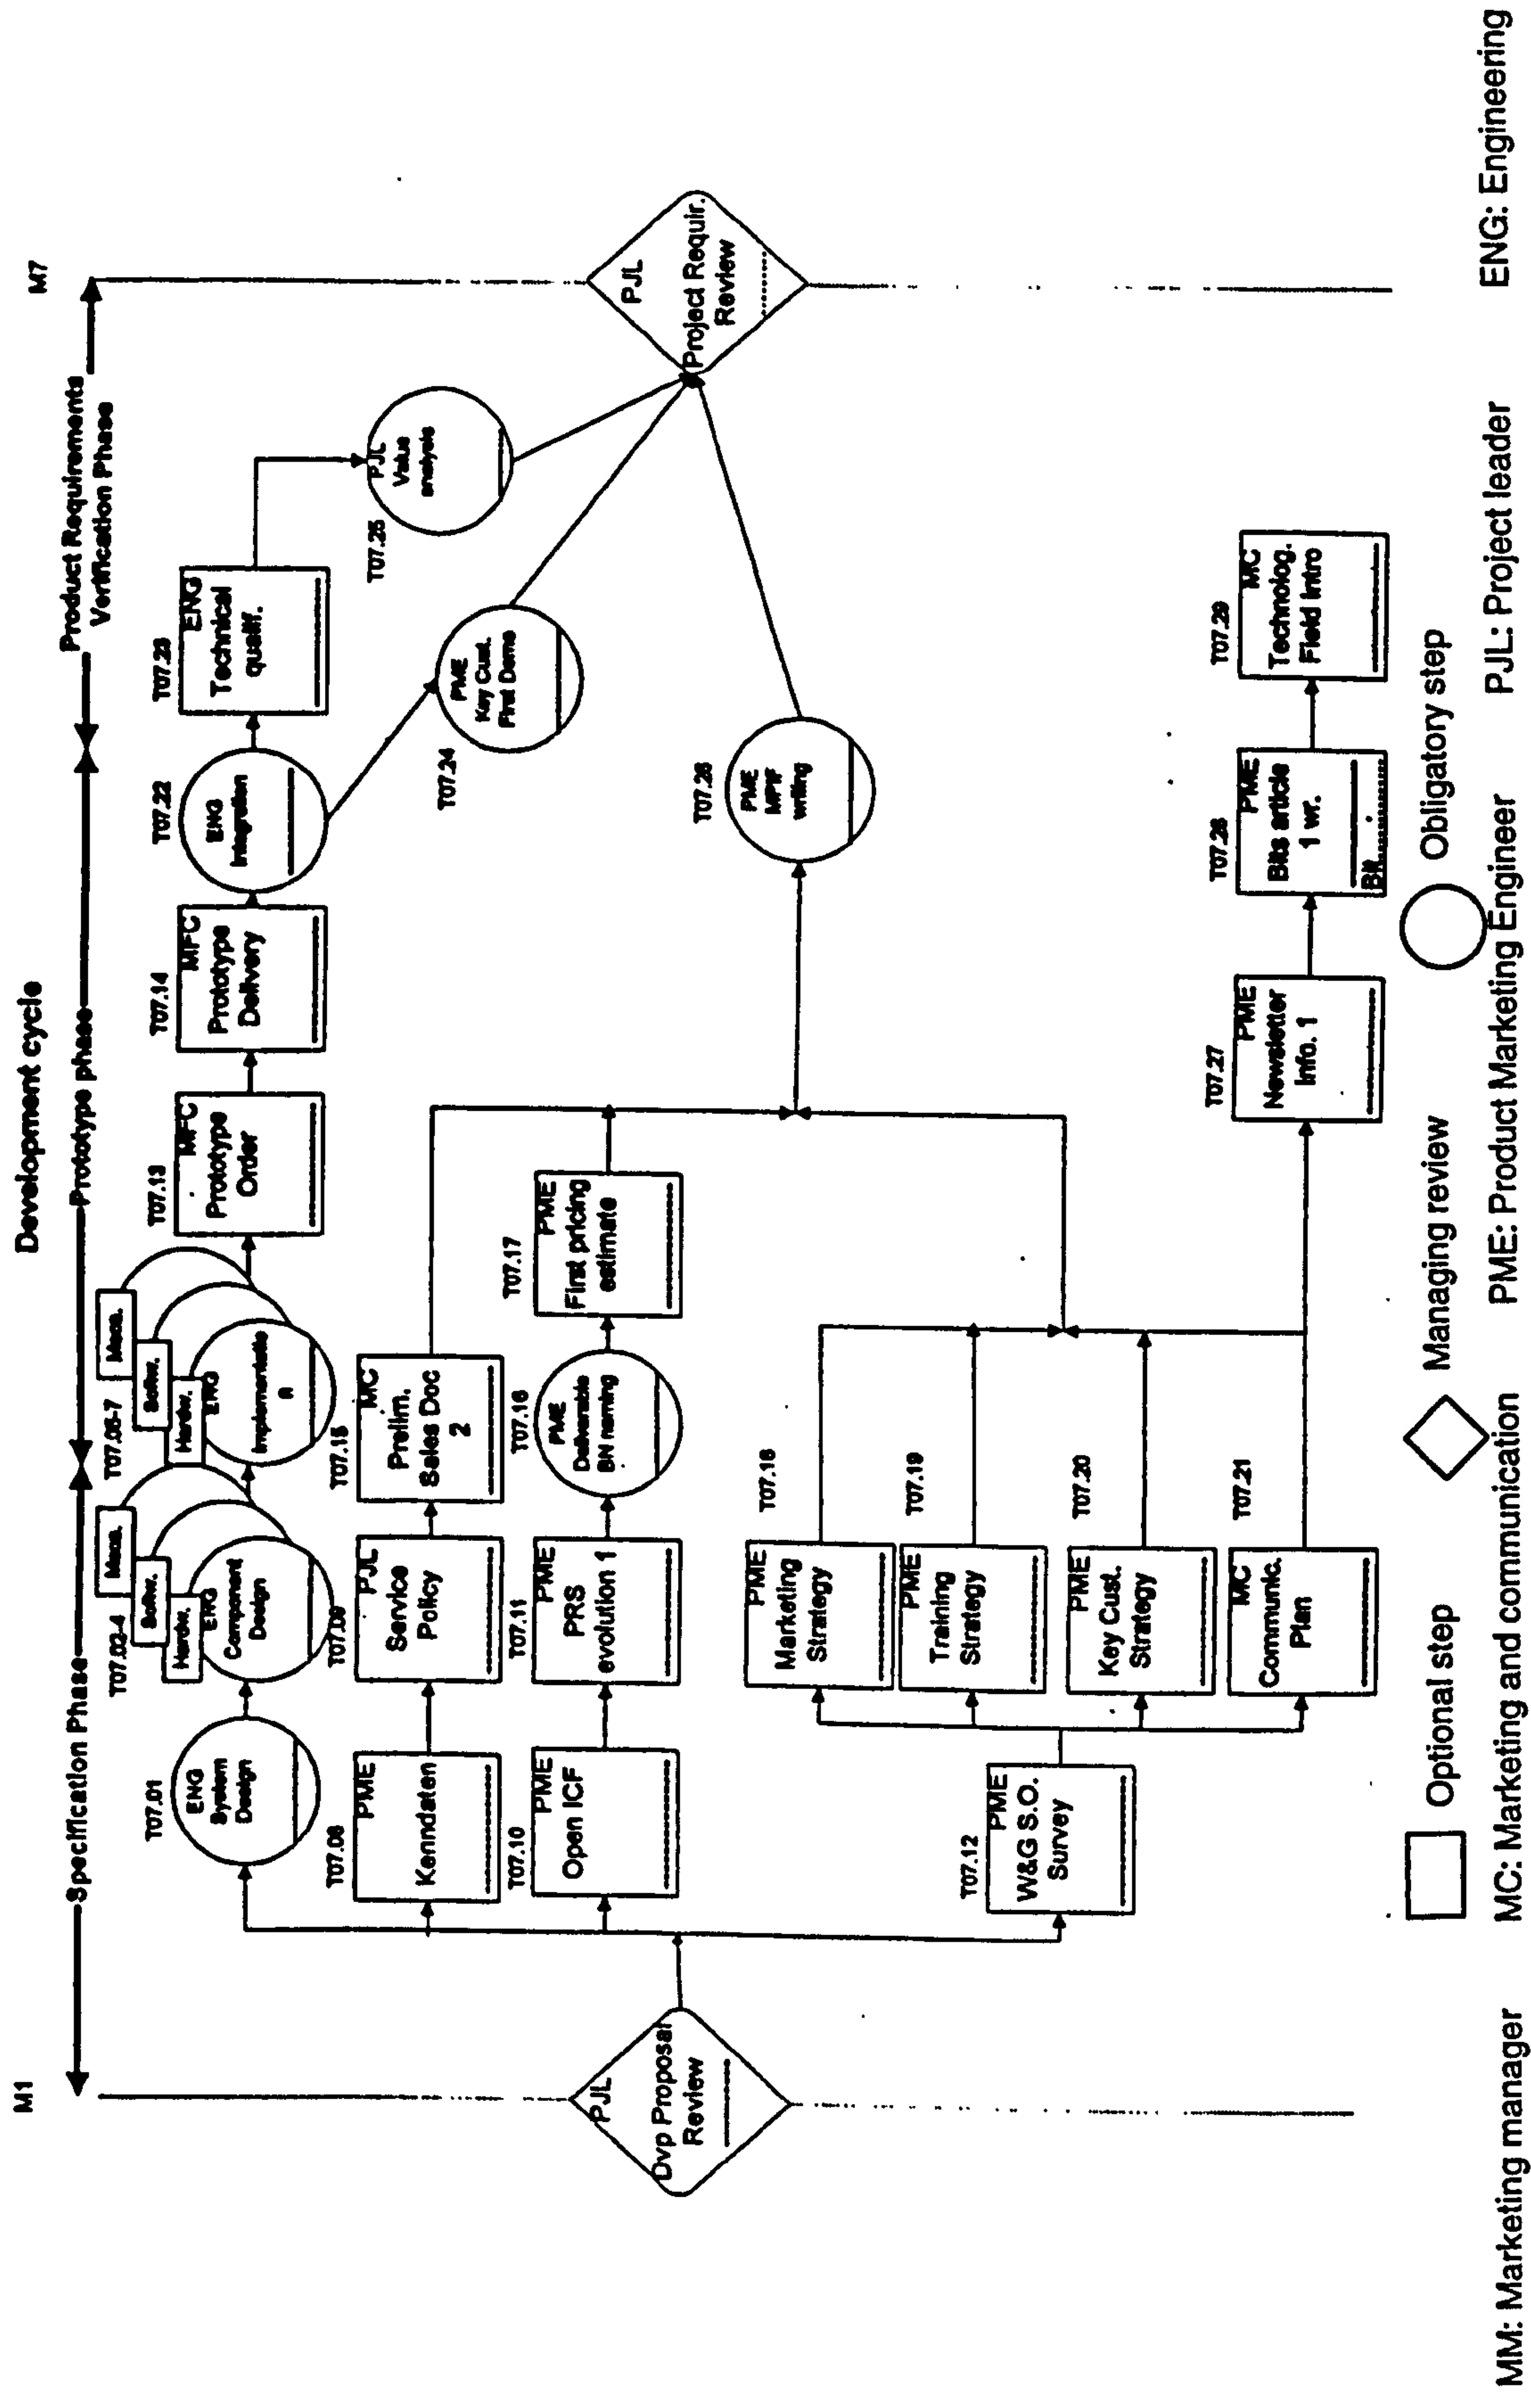 Development cycle
M1
M7
Specification Phase
Prototype phase
Product Requirements
Verification Phase
PJL
Dvp Proposal
Review
T07.01
ENG
System
Design
T07.02-4
Meca.
Softw.
Hardw.
ENG
Component
Design
T07.05-7
Meca.
Softw.
Hardw.
ENG
Implementatio
n
T07.13
MFC
Prototype
Order
T07.14
MFC
Prototype
Delivery
T07.22
ENG
Integration
T07.23
ENG
Technical
qualif.
T07.25
PJL
Value
analysis
T07.08
PME
Kenndaten
T07.09
PJL
Service
Policy
T07.15
MC
Prelim.
Sales Doc
2
T07.24
PME
Key Cust.
First Demo
T07.10
PME
Open ICF
T07.11
PME
PRS
evolution 1
T07.16
PME
Deliverable
BN naming
T07.17
PME
First pricing
estimate
PJL
Project Requir.
Review
T07.26
PME
MPIF
writing
T07.12
PME
W&G S.O.
Survey
T07.18
PME
Marketing
Strategy
T07.19
PME
Training
Strategy
T07.20
PME
Key Cust.
Strategy
T07.21
MC
Communic.
Plan
T07.27
PME
Newsletter
Info. 1
T07.28
PME
Bits article
1 wr.
Bit
T07.29
MC
Technolog.
Field Intro
Optional step
Managing review
Obligatory step
MM: Marketing manager
MC: Marketing and communication
PME: Product Marketing Engineer
PJL: Project leader
ENG: Engineering